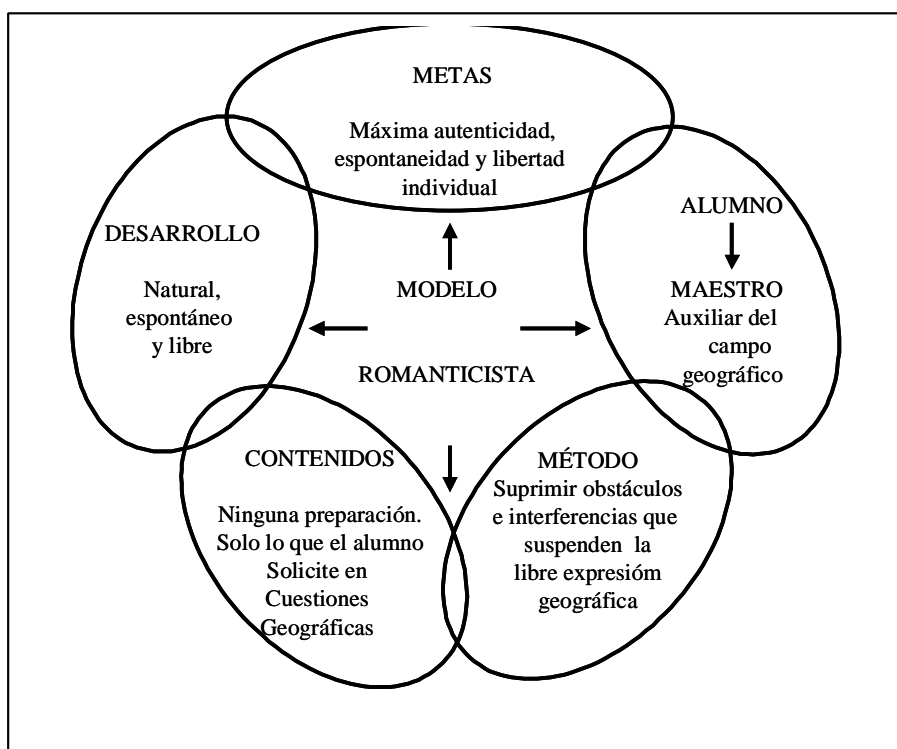 METAS
Máxima autenticidad,
espontaneidad y libertad
individual
DESARROLLO
Natural,
espontáneo
y libre
MODELO
ROMANTICISTA
ALUMNO
MAESTRO
Auxiliar del
campo
geográfico
CONTENIDOS
Ninguna preparación.
Solo lo que el alumno
Solicite en
Cuestiones
Geográficas
MÉTODO
Suprimir obstáculos
e interferencias que
suspenden la
libre expresióm
geográfica